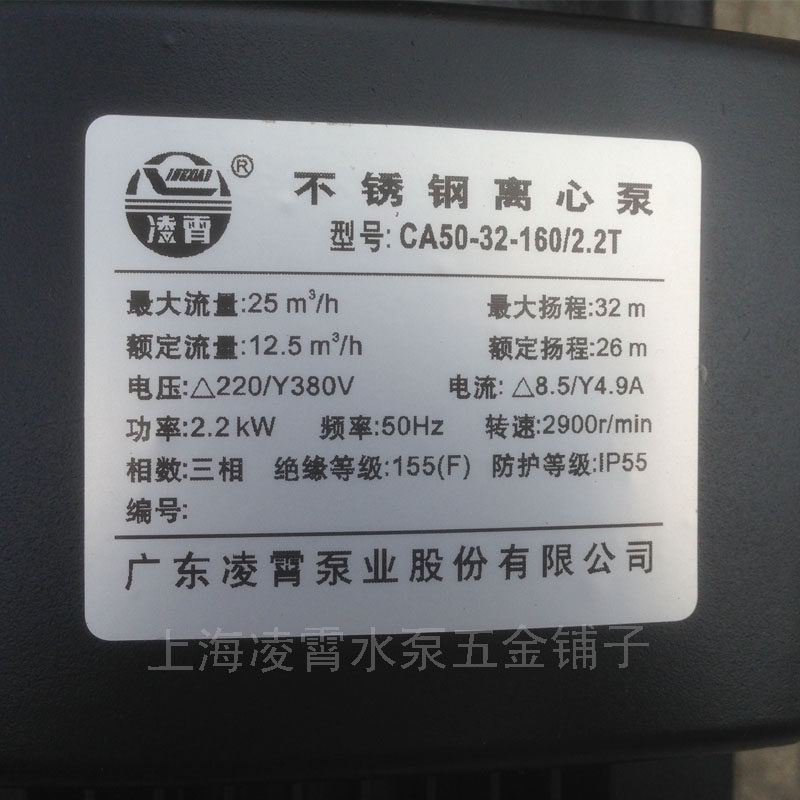 LINGXIAO
凌霄
®
不锈钢离心泵
型号: CA50-32-160/2.2T
最大流量:25 m³/h 最大扬程:32 m
额定流量:12.5 m³/h 额定扬程:26 m
电压:△220/Y380V 电流:△8.5/Y4.9A
功率:2.2 kW 频率:50Hz 转速:2900r/min
相数:三相 绝缘等级:155(F) 防护等级:IP55
编号:
广东凌霄泵业股份有限公司
上海凌霄水泵五金铺子